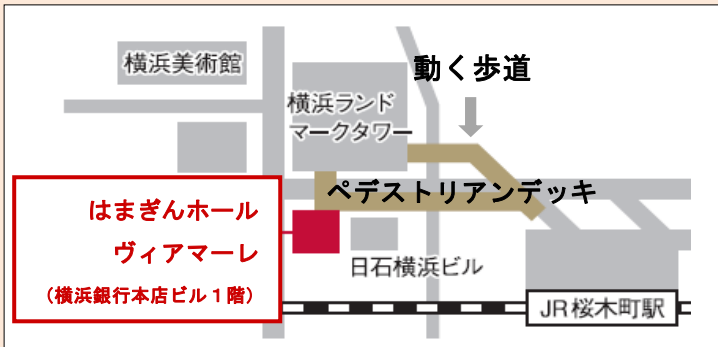 横浜美術館
動く歩道
横浜ランド
マークタワー
ペデストリアンデッキ
はまぎんホール
ヴィアマーレ
（横浜銀行本店ビル１階）
日石横浜ビル
JR桜木町駅